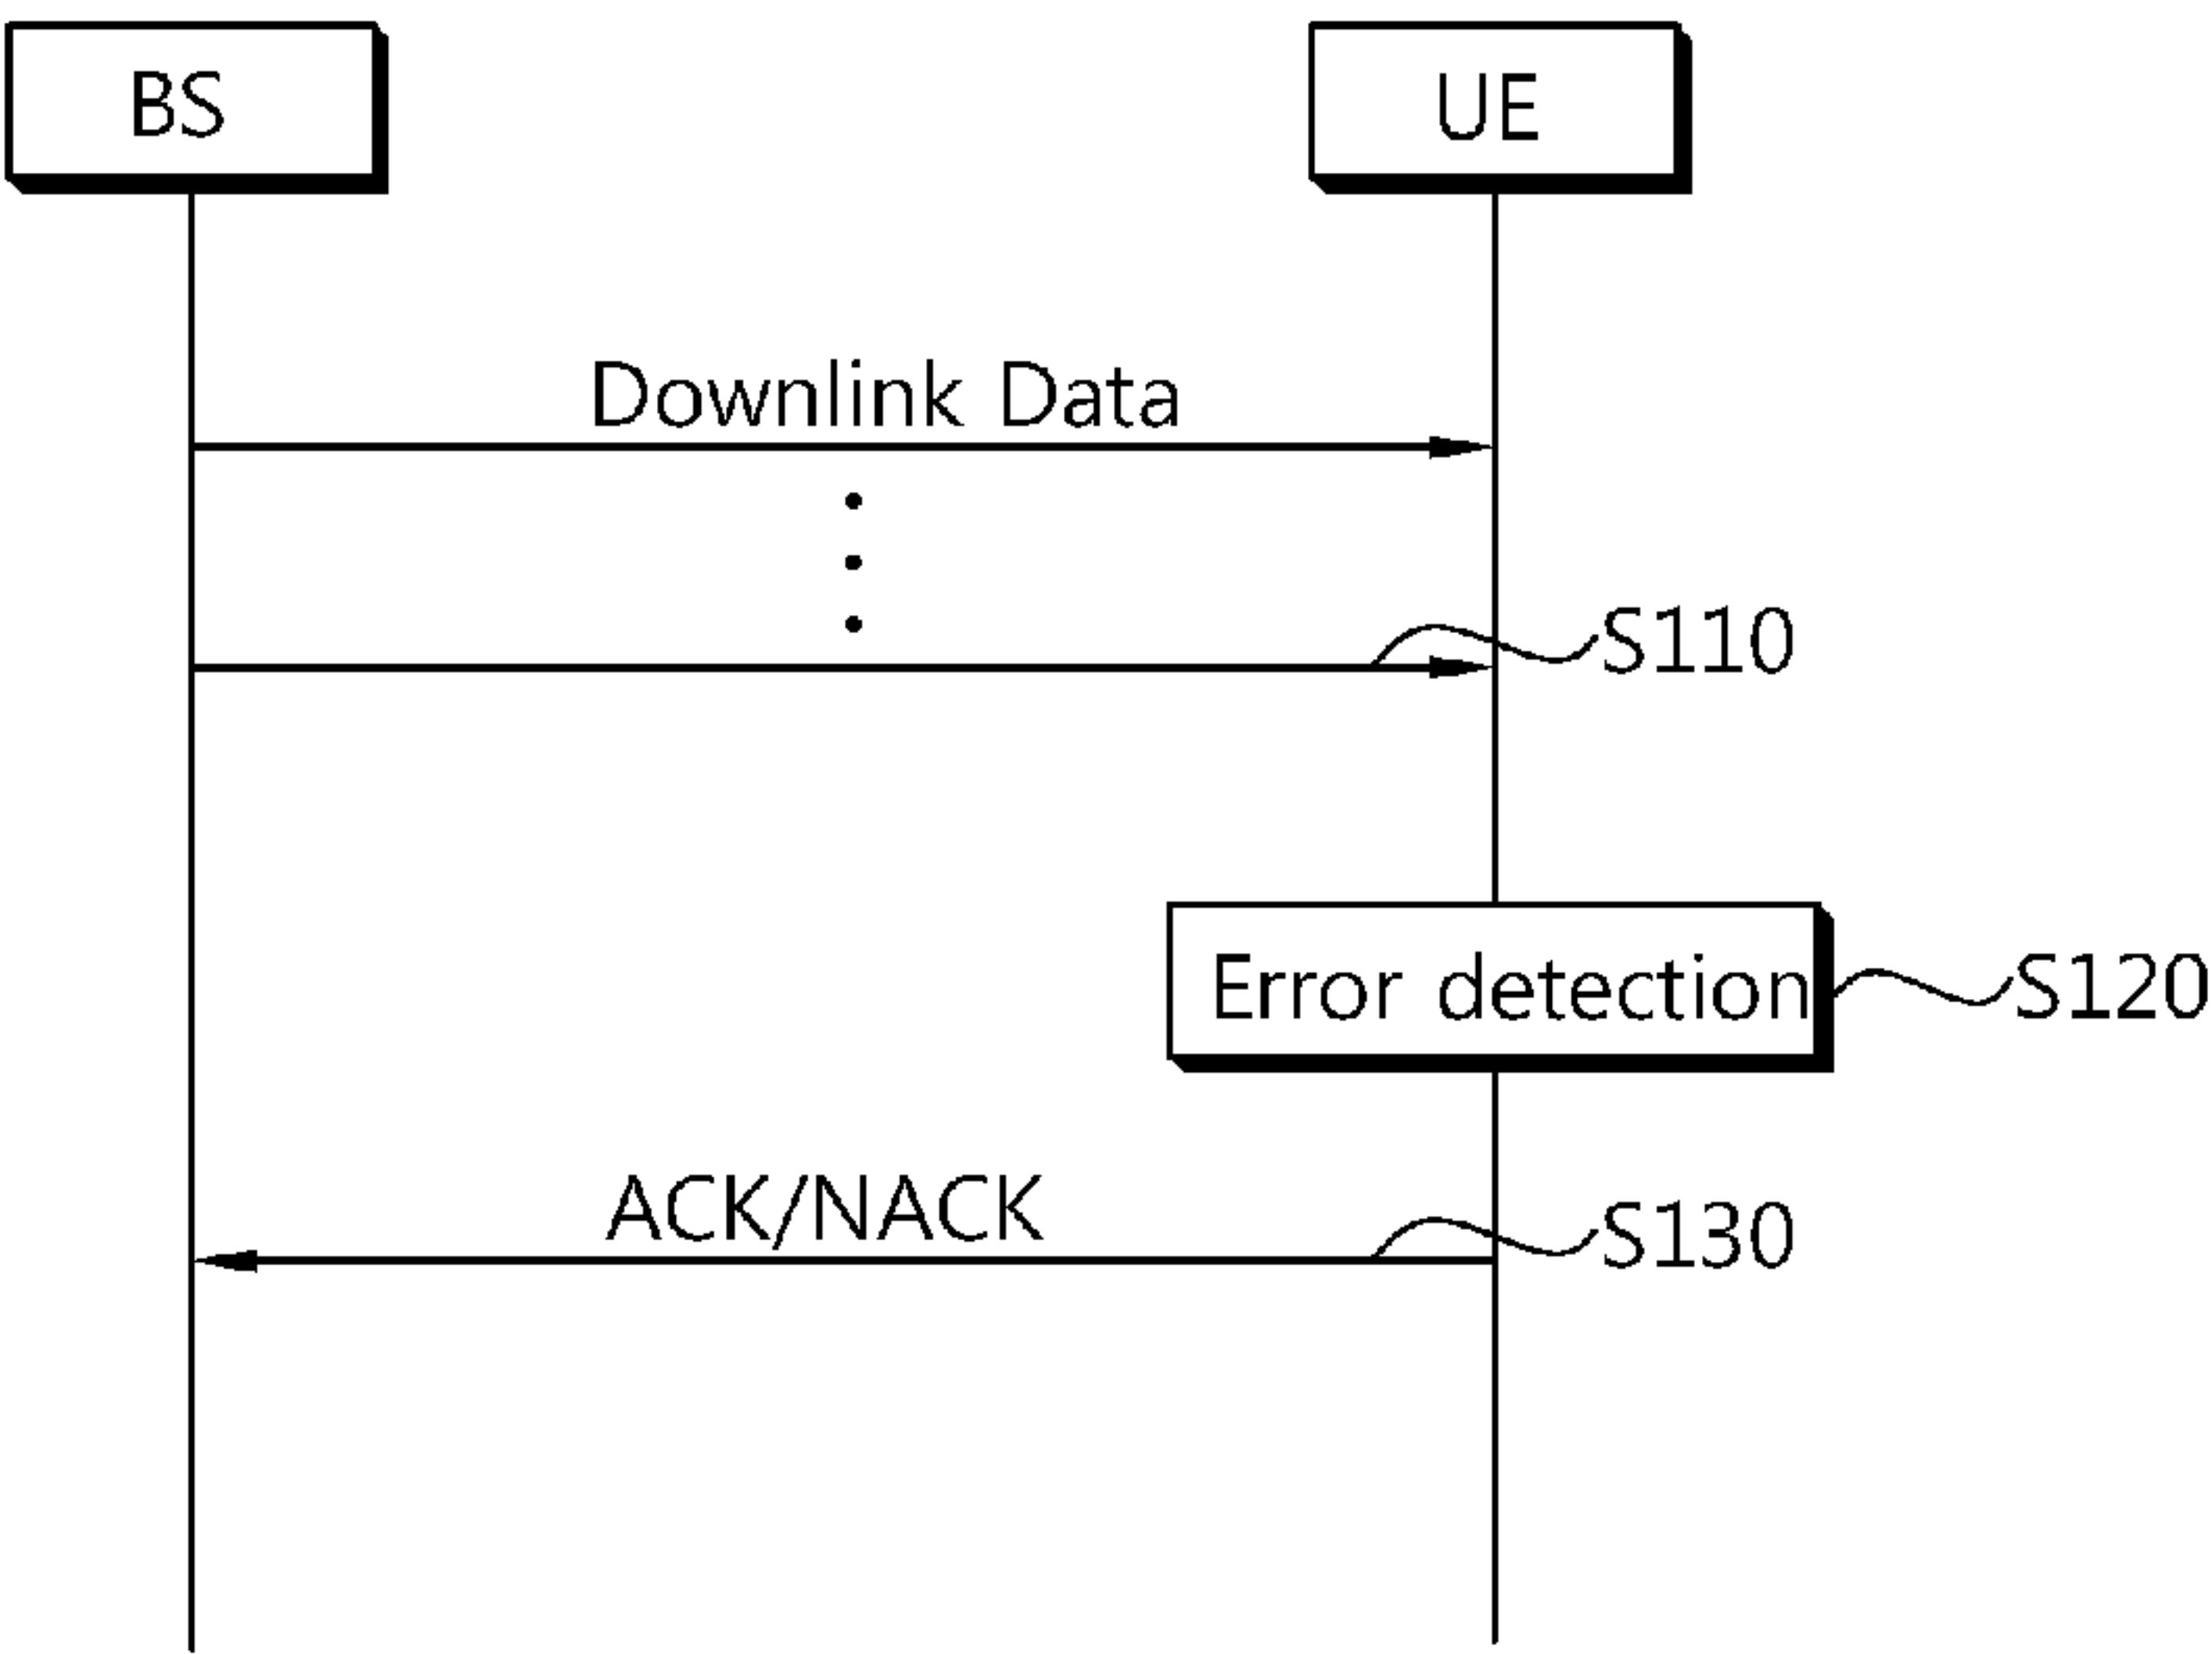 BS
UE
Downlink Data
S110
Error detection
S120
ACK/NACK
S130